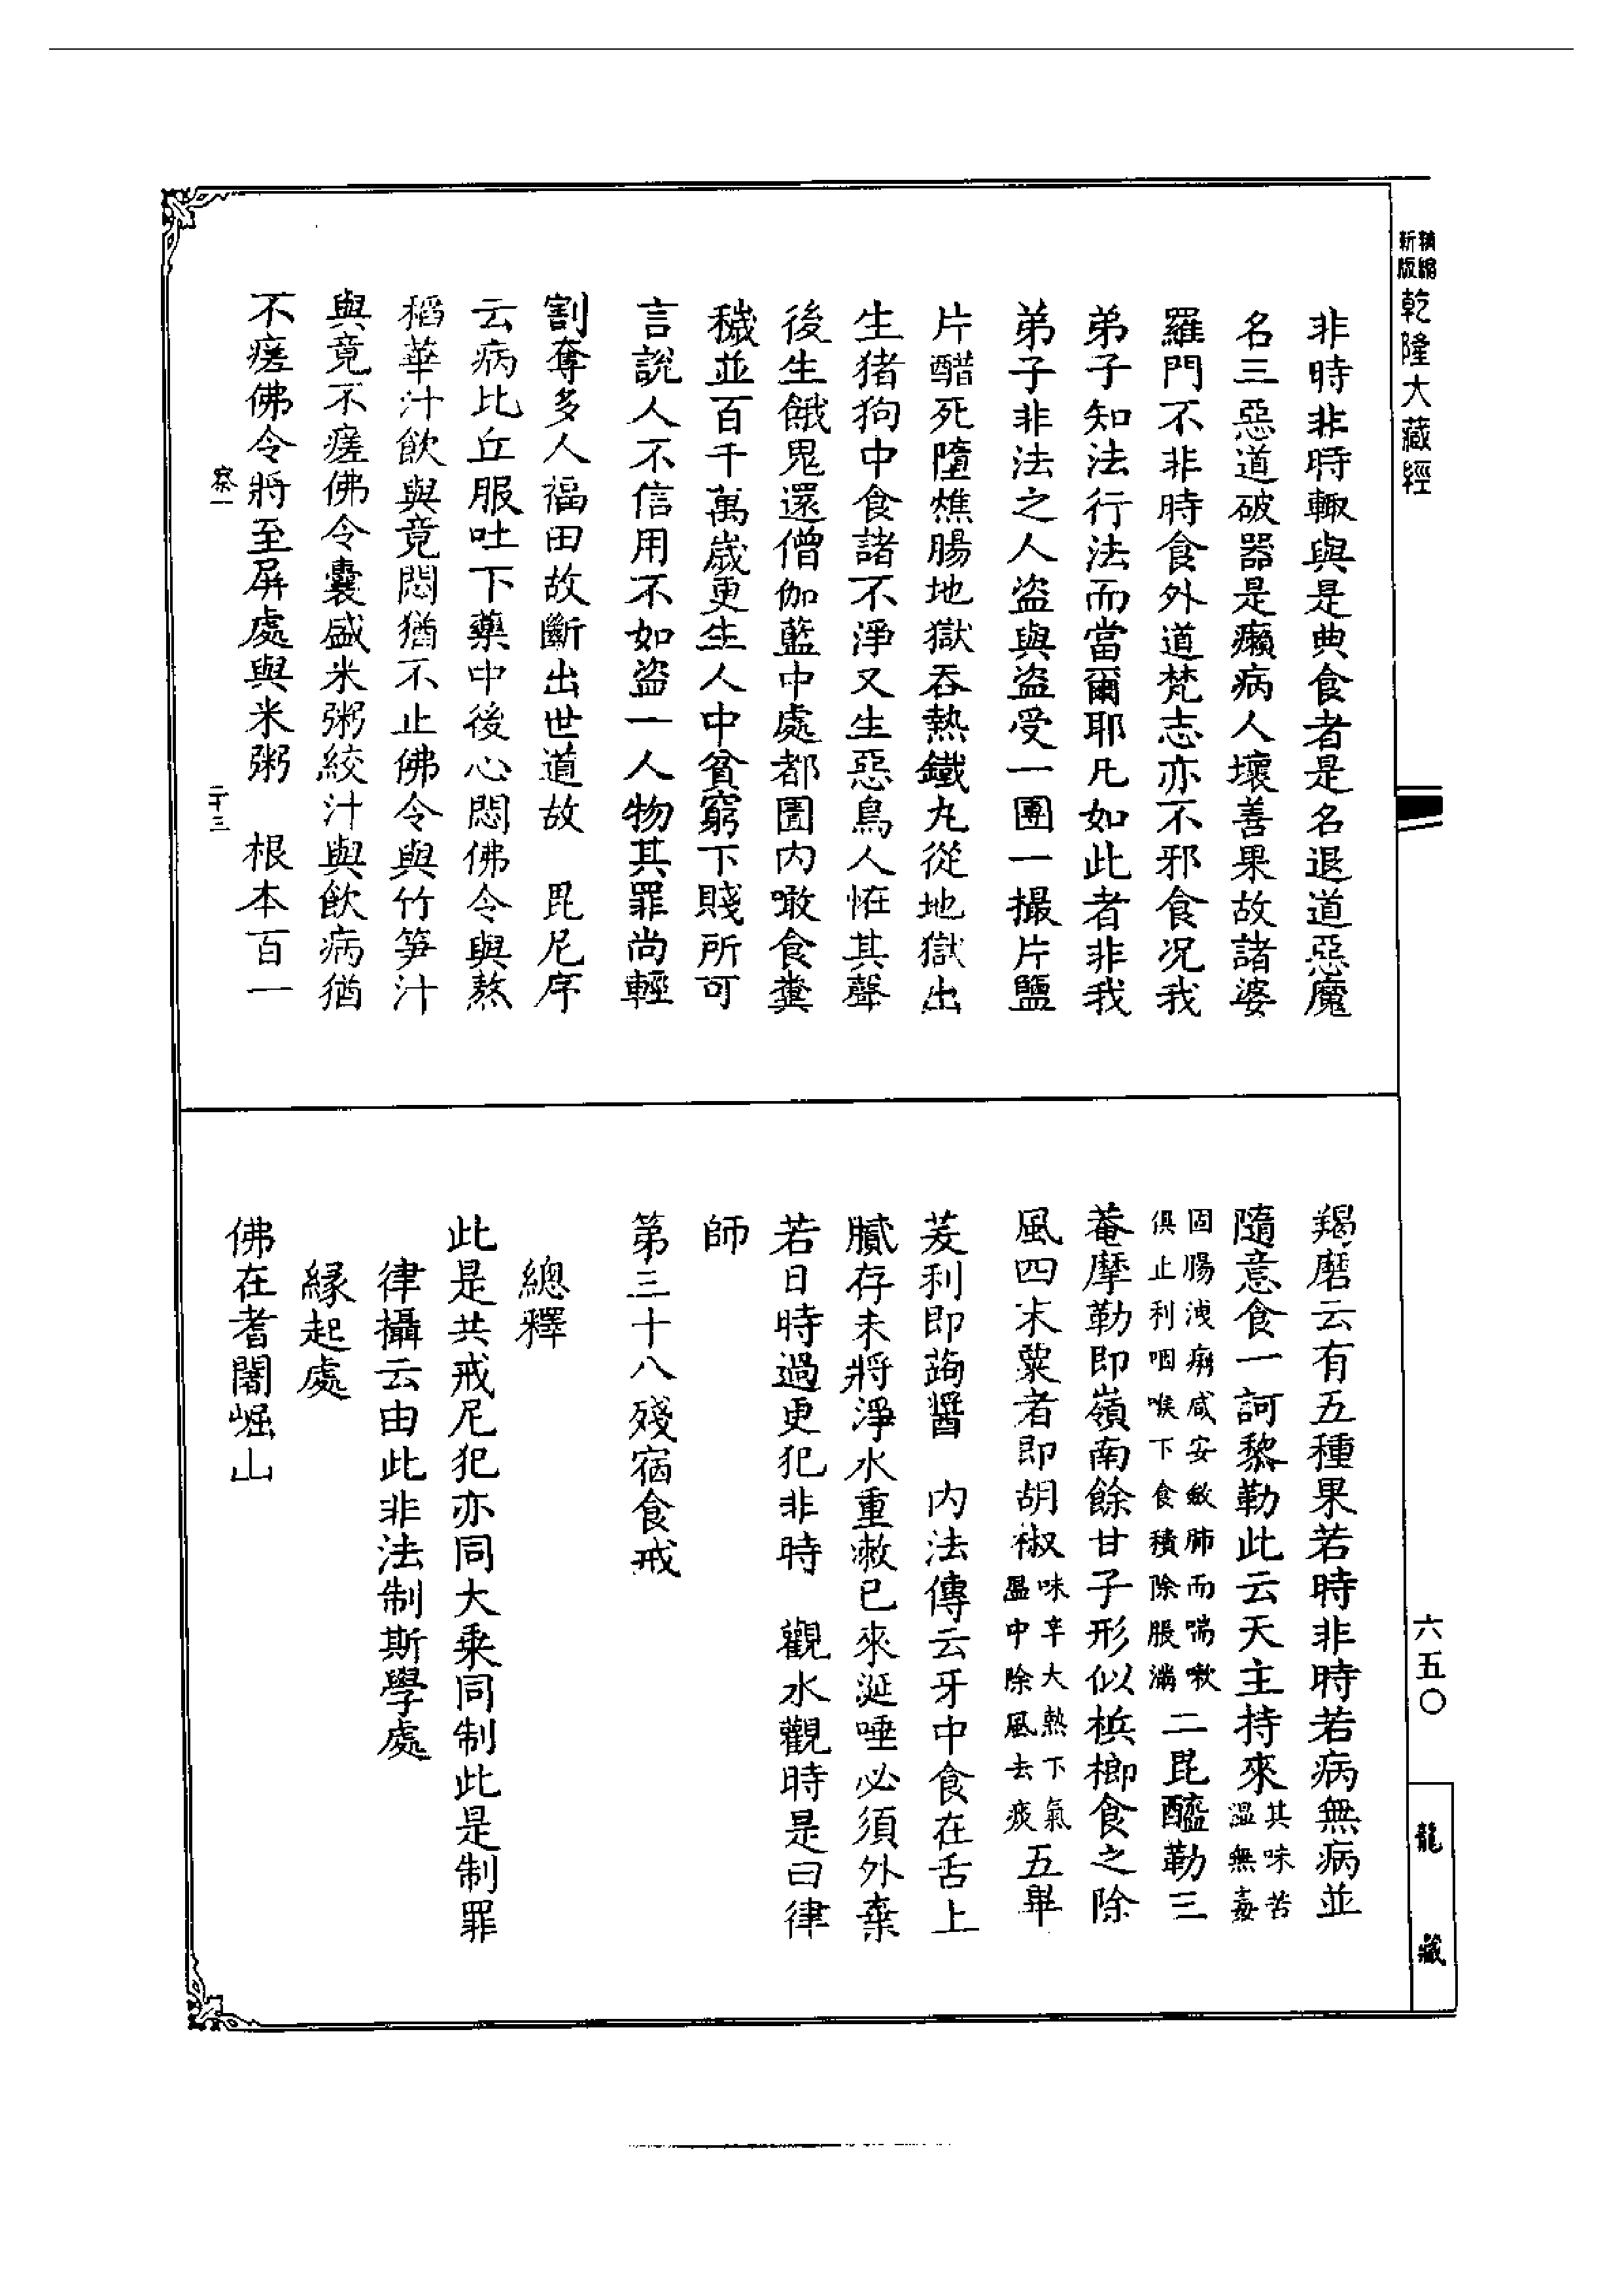 精縮新版乾隆大藏經
六五〇
龍藏
非時非時輙與是典食者是名退道惡魔
名三惡道破器是癩病人壞善果故諸婆
羅門不非時食外道梵志亦不邪食况我
弟子知法行法而當爾耶凡如此者非我
弟子非法之人盜與盜受一團一撮片鹽
片醋死墮燋腸地獄吞熱鐵丸從地獄出
生猪狗中食諸不淨又生惡鳥人恠其聲
後生餓鬼還僧伽藍中處都圊内噉食糞
穢並百千萬歲更生人中貧窮下賤所可
言說人不信用不如盜一人物其罪尚輕
割奪多人福田故斷出世道故　毘尼序
云病比丘服吐下藥中後心悶佛令與熬
稻華汁飲與竟悶猶不止佛令與竹笋汁
與竟不瘥佛令囊盛米粥絞汁與飲病猶
不瘥佛令將至屏處與米粥　根本百一
察一　二十三
羯磨云有五種果若時非時若病無病並
隨意食一訶黎勒此云天主持來其味苦溫無毒
固腸洩痢咸安斂肺而喘嗽俱止利咽喉下食積除脹滿二毘醯勒三
菴摩勒即嶺南餘甘子形似檳榔食之除
風四末粟者即胡椒味辛大熱下氣溫中除風去痰五蓽
茇利即蒟醬　内法傳云牙中食在舌上
膩存未將淨水重漱已來涎唾必須外棄
若日時過更犯非時　觀水觀時是曰律
師
第三十八殘宿食戒
總釋
此是共戒尼犯亦同大乘同制此是制罪
律攝云由此非法制斯學處
緣起處
佛在耆闍崛山